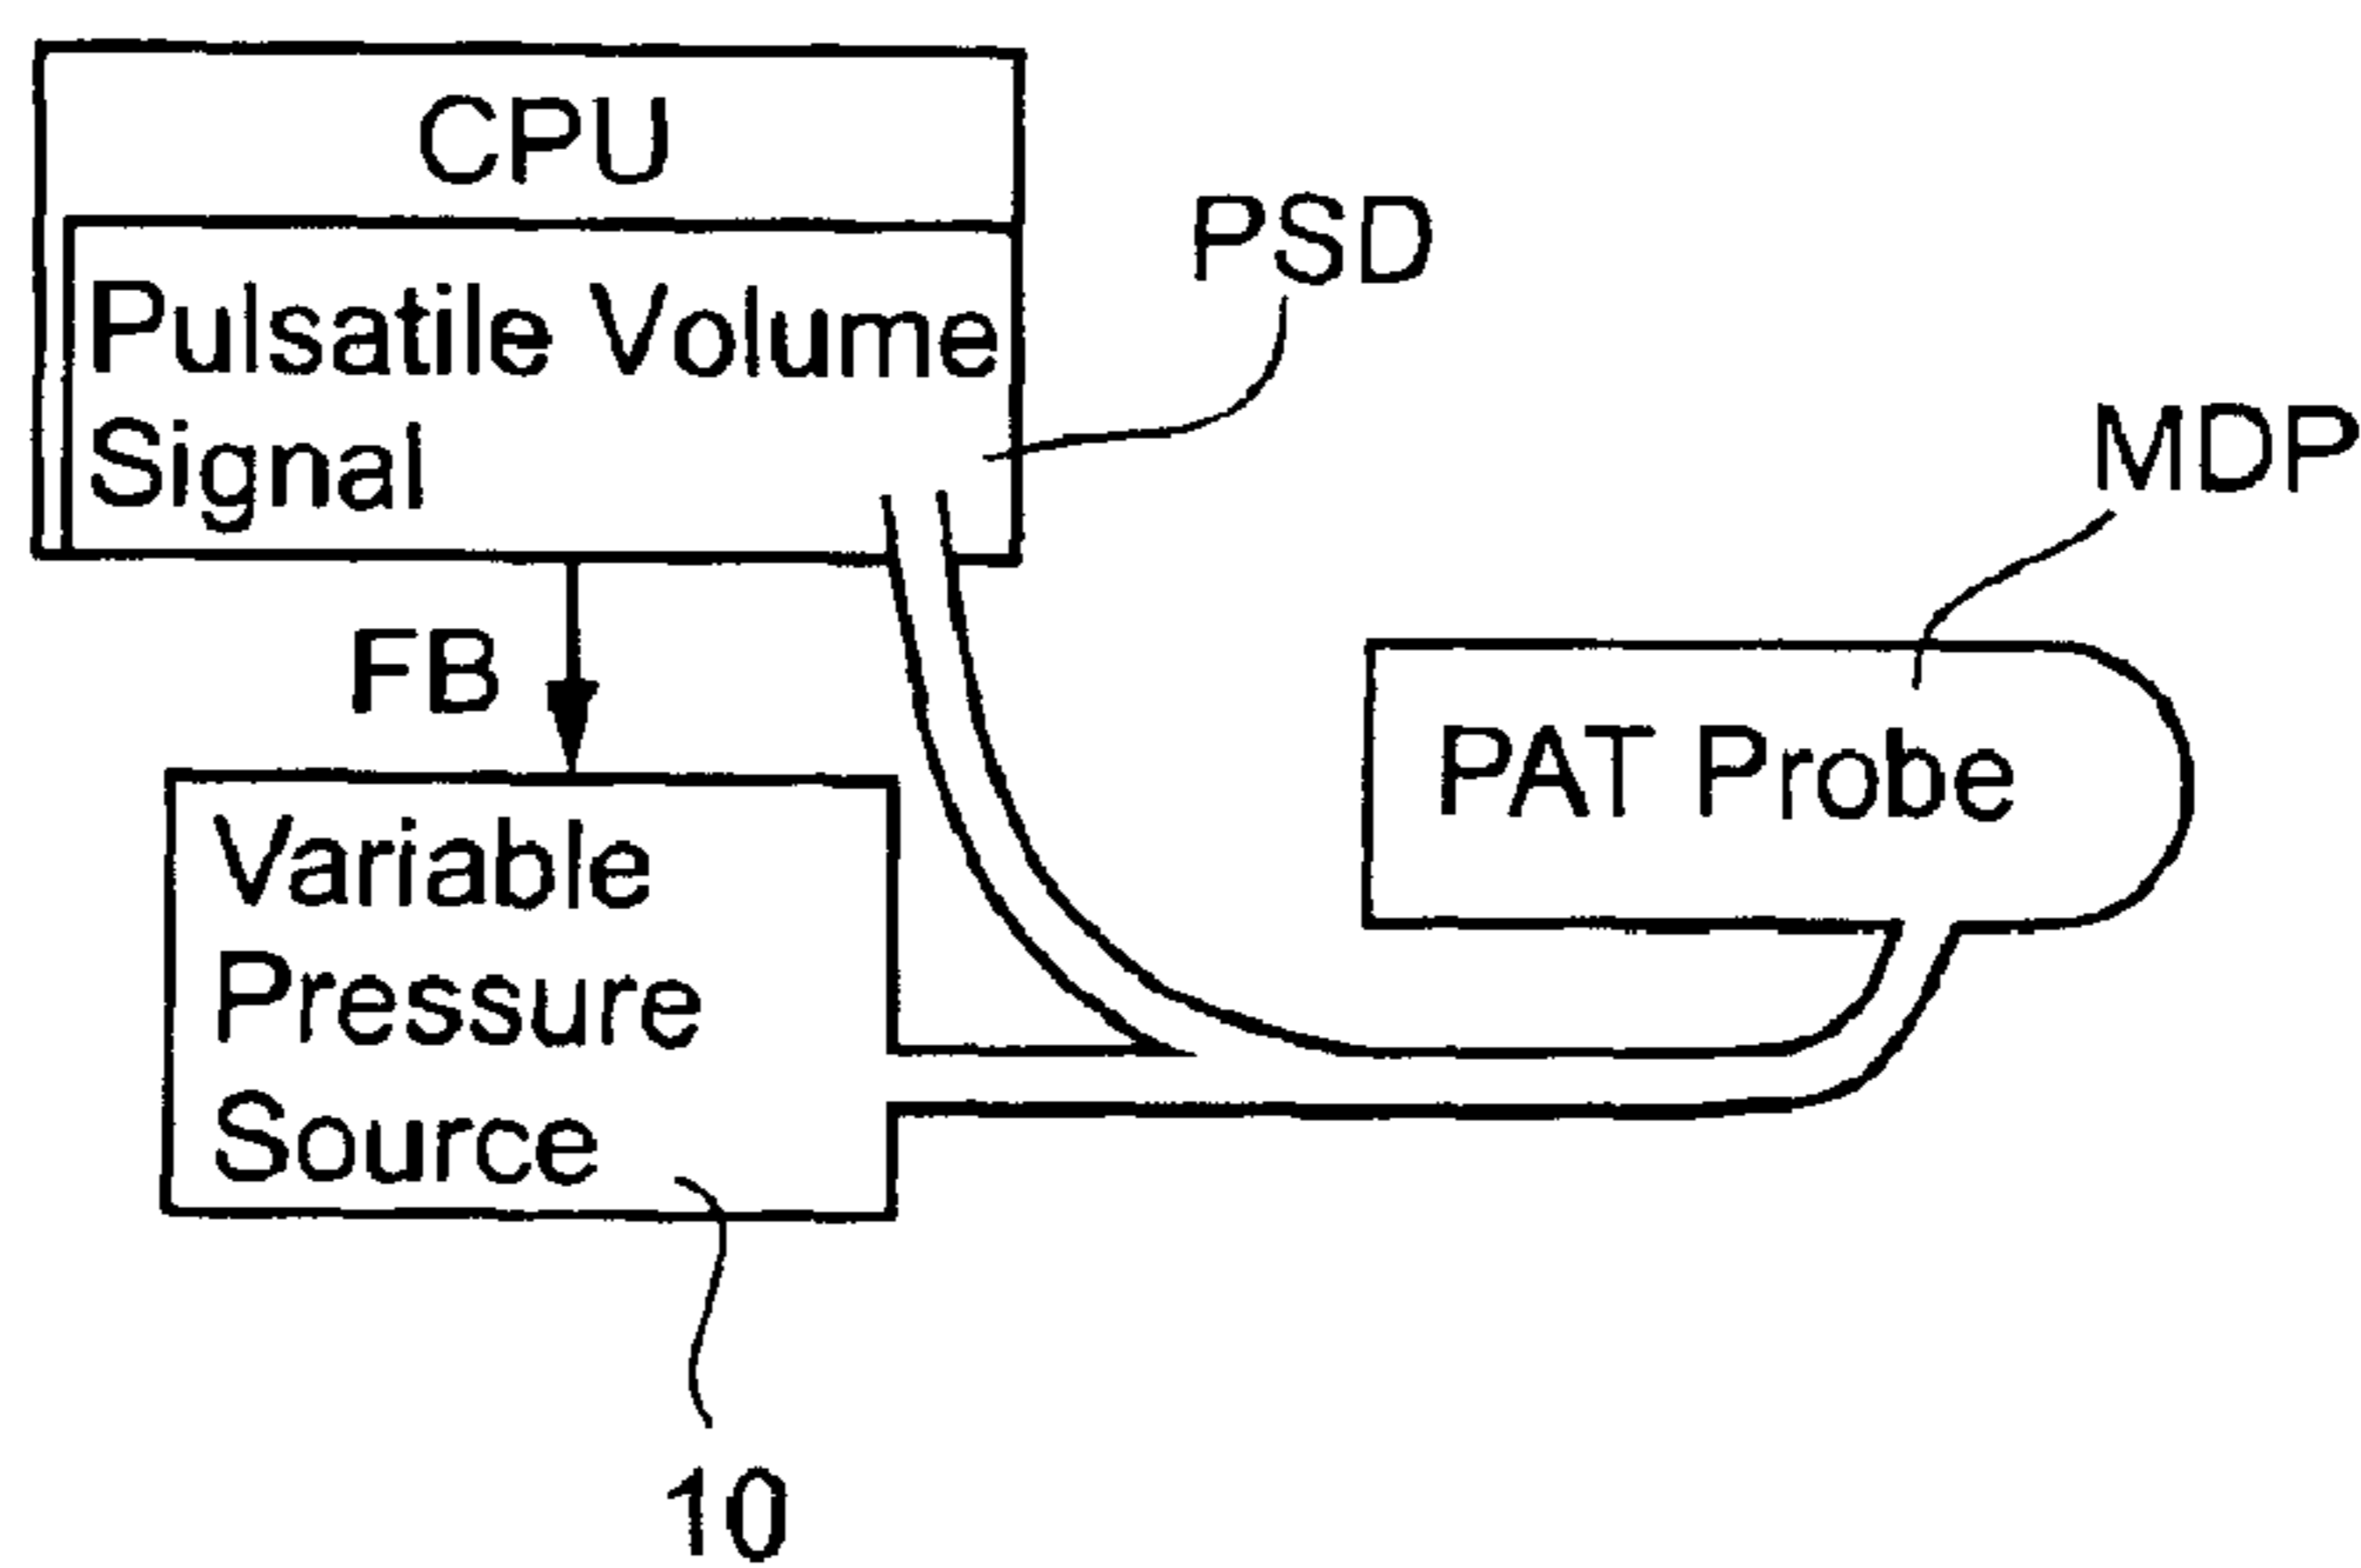 CPU
Pulsatile Volume
Signal
PSD
MDP
FB
PAT Probe
Variable
Pressure
Source
10